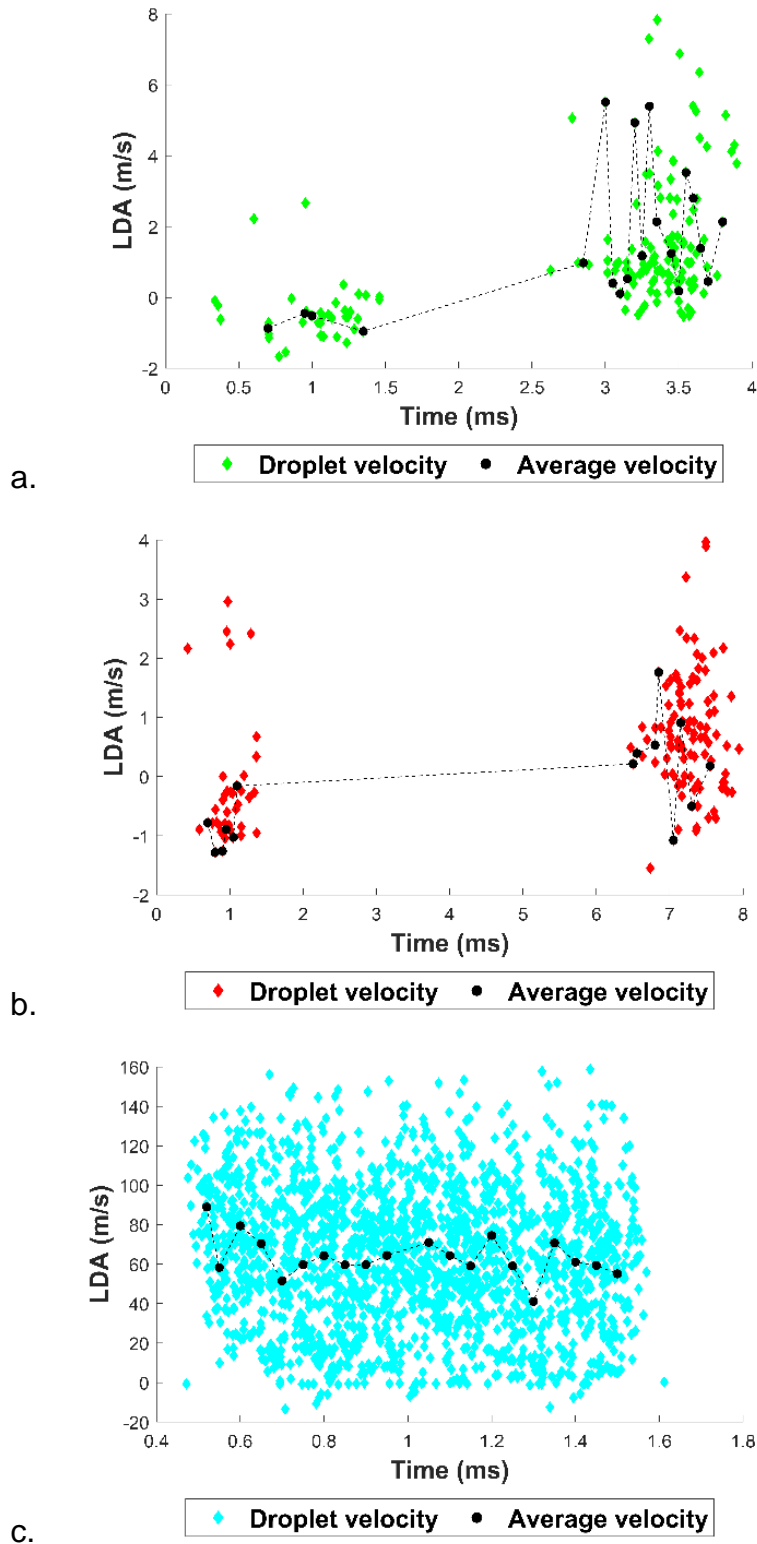 8
6
4
2
0
-2
LDA (m/s)
0 0.5 1 1.5 2 2.5 3 3.5 4
Time (ms)
Droplet velocity Average velocity
a.
4
3
2
1
0
-1
-2
LDA (m/s)
0 1 2 3 4 5 6 7 8
Time (ms)
Droplet velocity Average velocity
b.
160
140
120
100
80
60
40
20
0
-20
LDA (m/s)
0.4 0.6 0.8 1 1.2 1.4 1.6 1.8
Time (ms)
Droplet velocity Average velocity
c.